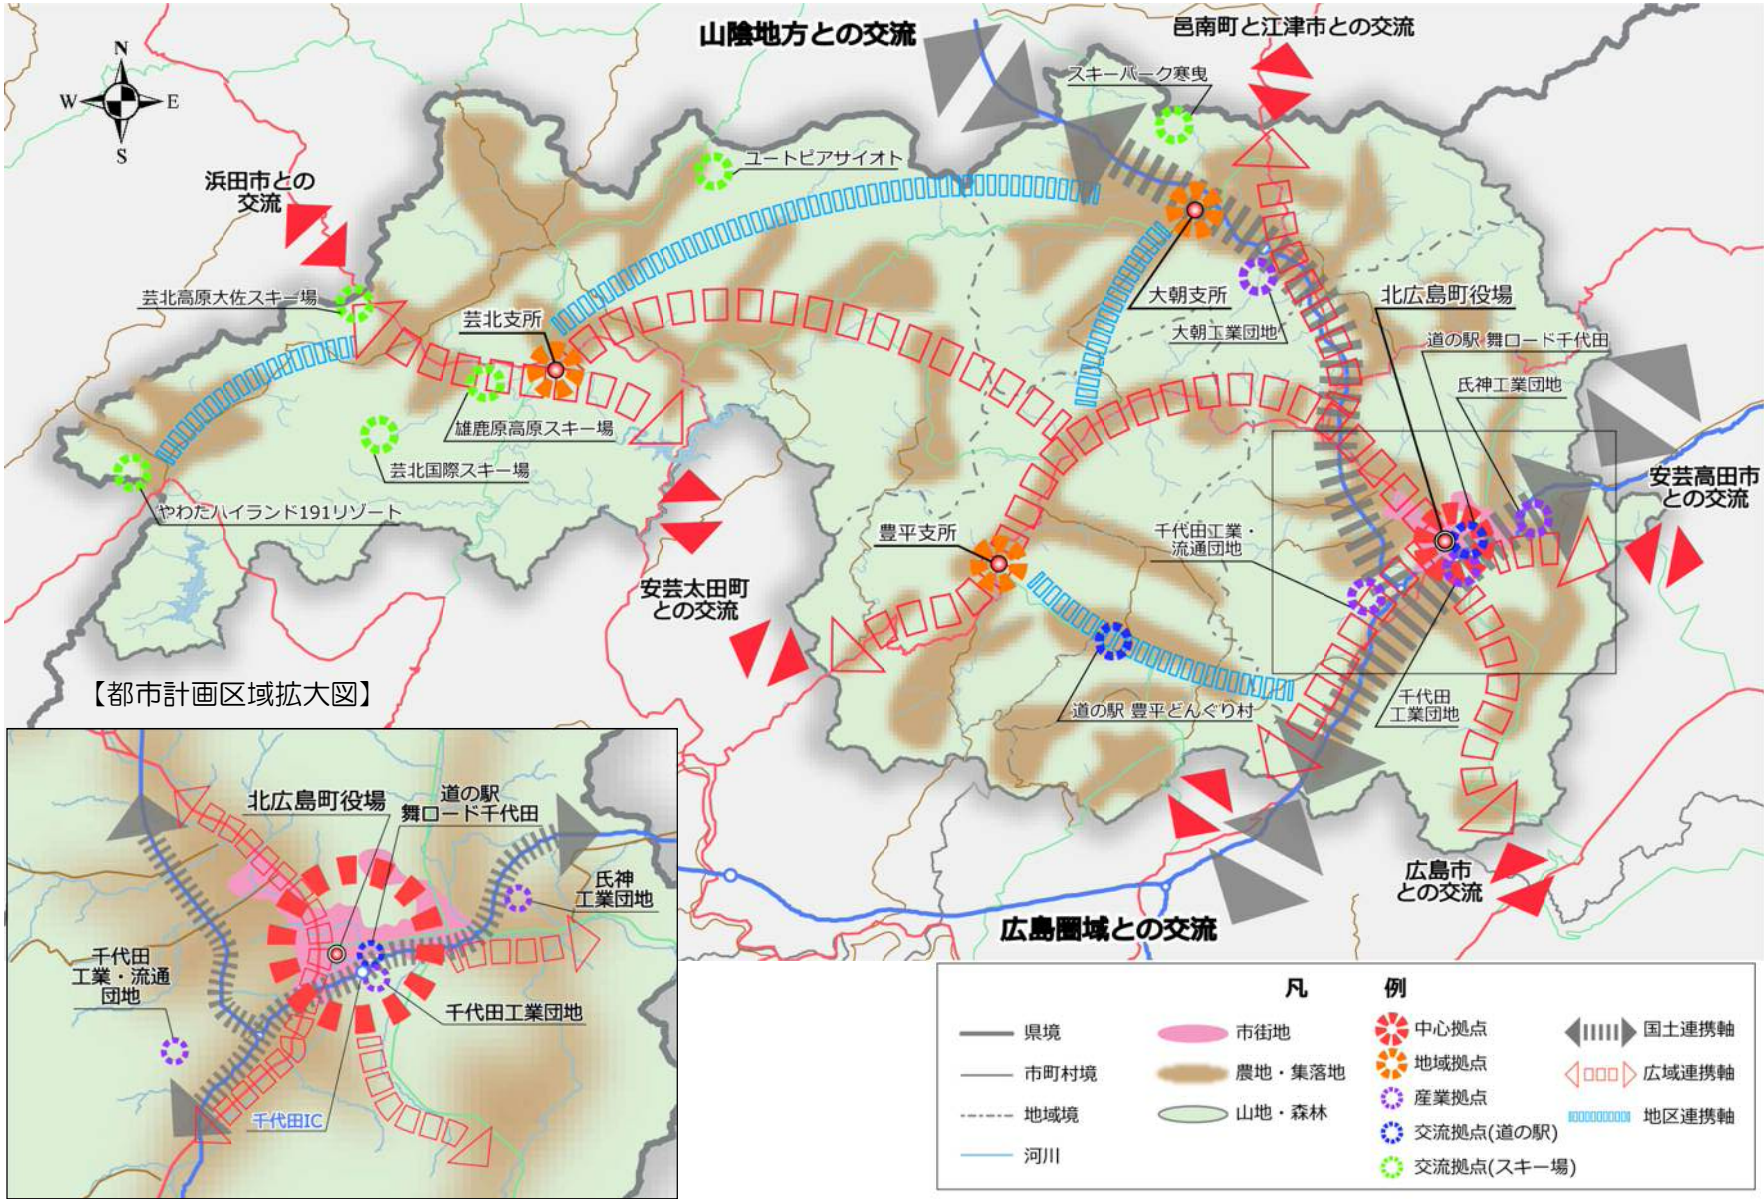 山陰地方との交流
邑南町と江津市との交流
スキーパーク寒曳
N
W
E
S
ユートピアサイオト
浜田市との
交流
芸北高原大佐スキー場
芸北支所
大朝支所
北広島町役場
大朝工業団地
道の駅 舞ロード千代田
氏神工業団地
雄鹿原高原スキー場
芸北国際スキー場
やわたハイランド191リゾート
安芸高田市
との交流
豊平支所
千代田工業・
流通団地
安芸太田町
との交流
道の駅 豊平どんぐり村
千代田
工業団地
広島市
との交流
広島圏域との交流
【都市計画区域拡大図】
北広島町役場
道の駅
舞ロード千代田
氏神
工業団地
千代田
工業・流通
団地
千代田工業団地
千代田IC
凡 例
県境
市町村境
地域境
河川
市街地
農地・集落地
山地・森林
中心拠点
地域拠点
産業拠点
交流拠点(道の駅)
交流拠点(スキー場)
国土連携軸
広域連携軸
地区連携軸